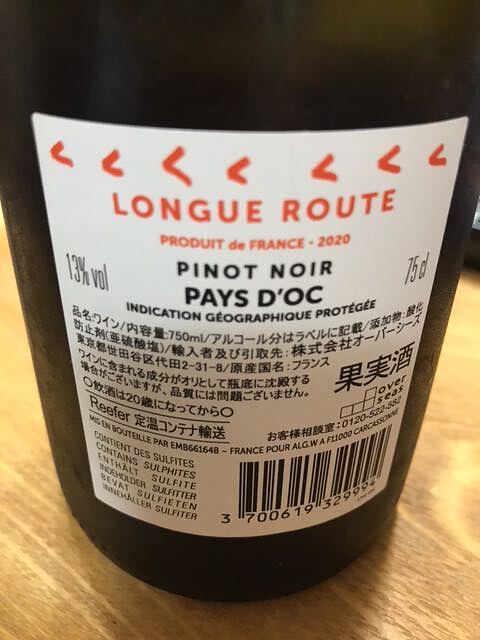 LONGUE ROUTE
PRODUIT de FRANCE - 2020
13% vol
PINOT NOIR
75 cl
PAYS D'OC
INDICATION GÉOGRAPHIQUE PROTÉGÉE
品名:ワイン/内容量:750ml/アルコール分はラベルに記載/添加物:酸化
防止剤(亜硫酸塩)/輸入者及び引取先:株式会社オーバーシーズ
東京都世田谷区代田2-31-8/原産国名:フランス
ワインに含まれる成分がオリとして瓶底に沈殿する
場合がございますが、品質には問題ございません。
果実酒
〇飲酒は20歳になってから〇
over
seas
Reefer 定温コンテナ輸送
お客様相談室:0120-522-582
MIS EN BOUTEILLE PAR EMB66164B - FRANCE POUR ALG.W A F11000 CARCASSONNE
CONTIENT DES SULFITES
CONTAINS SULPHITES
ENTHÄLT SULFITE
INDEHOLDER SULFITTER
BEVAT SULFIETEN
INNEHÅLLER SULFITER
3 700619 329994